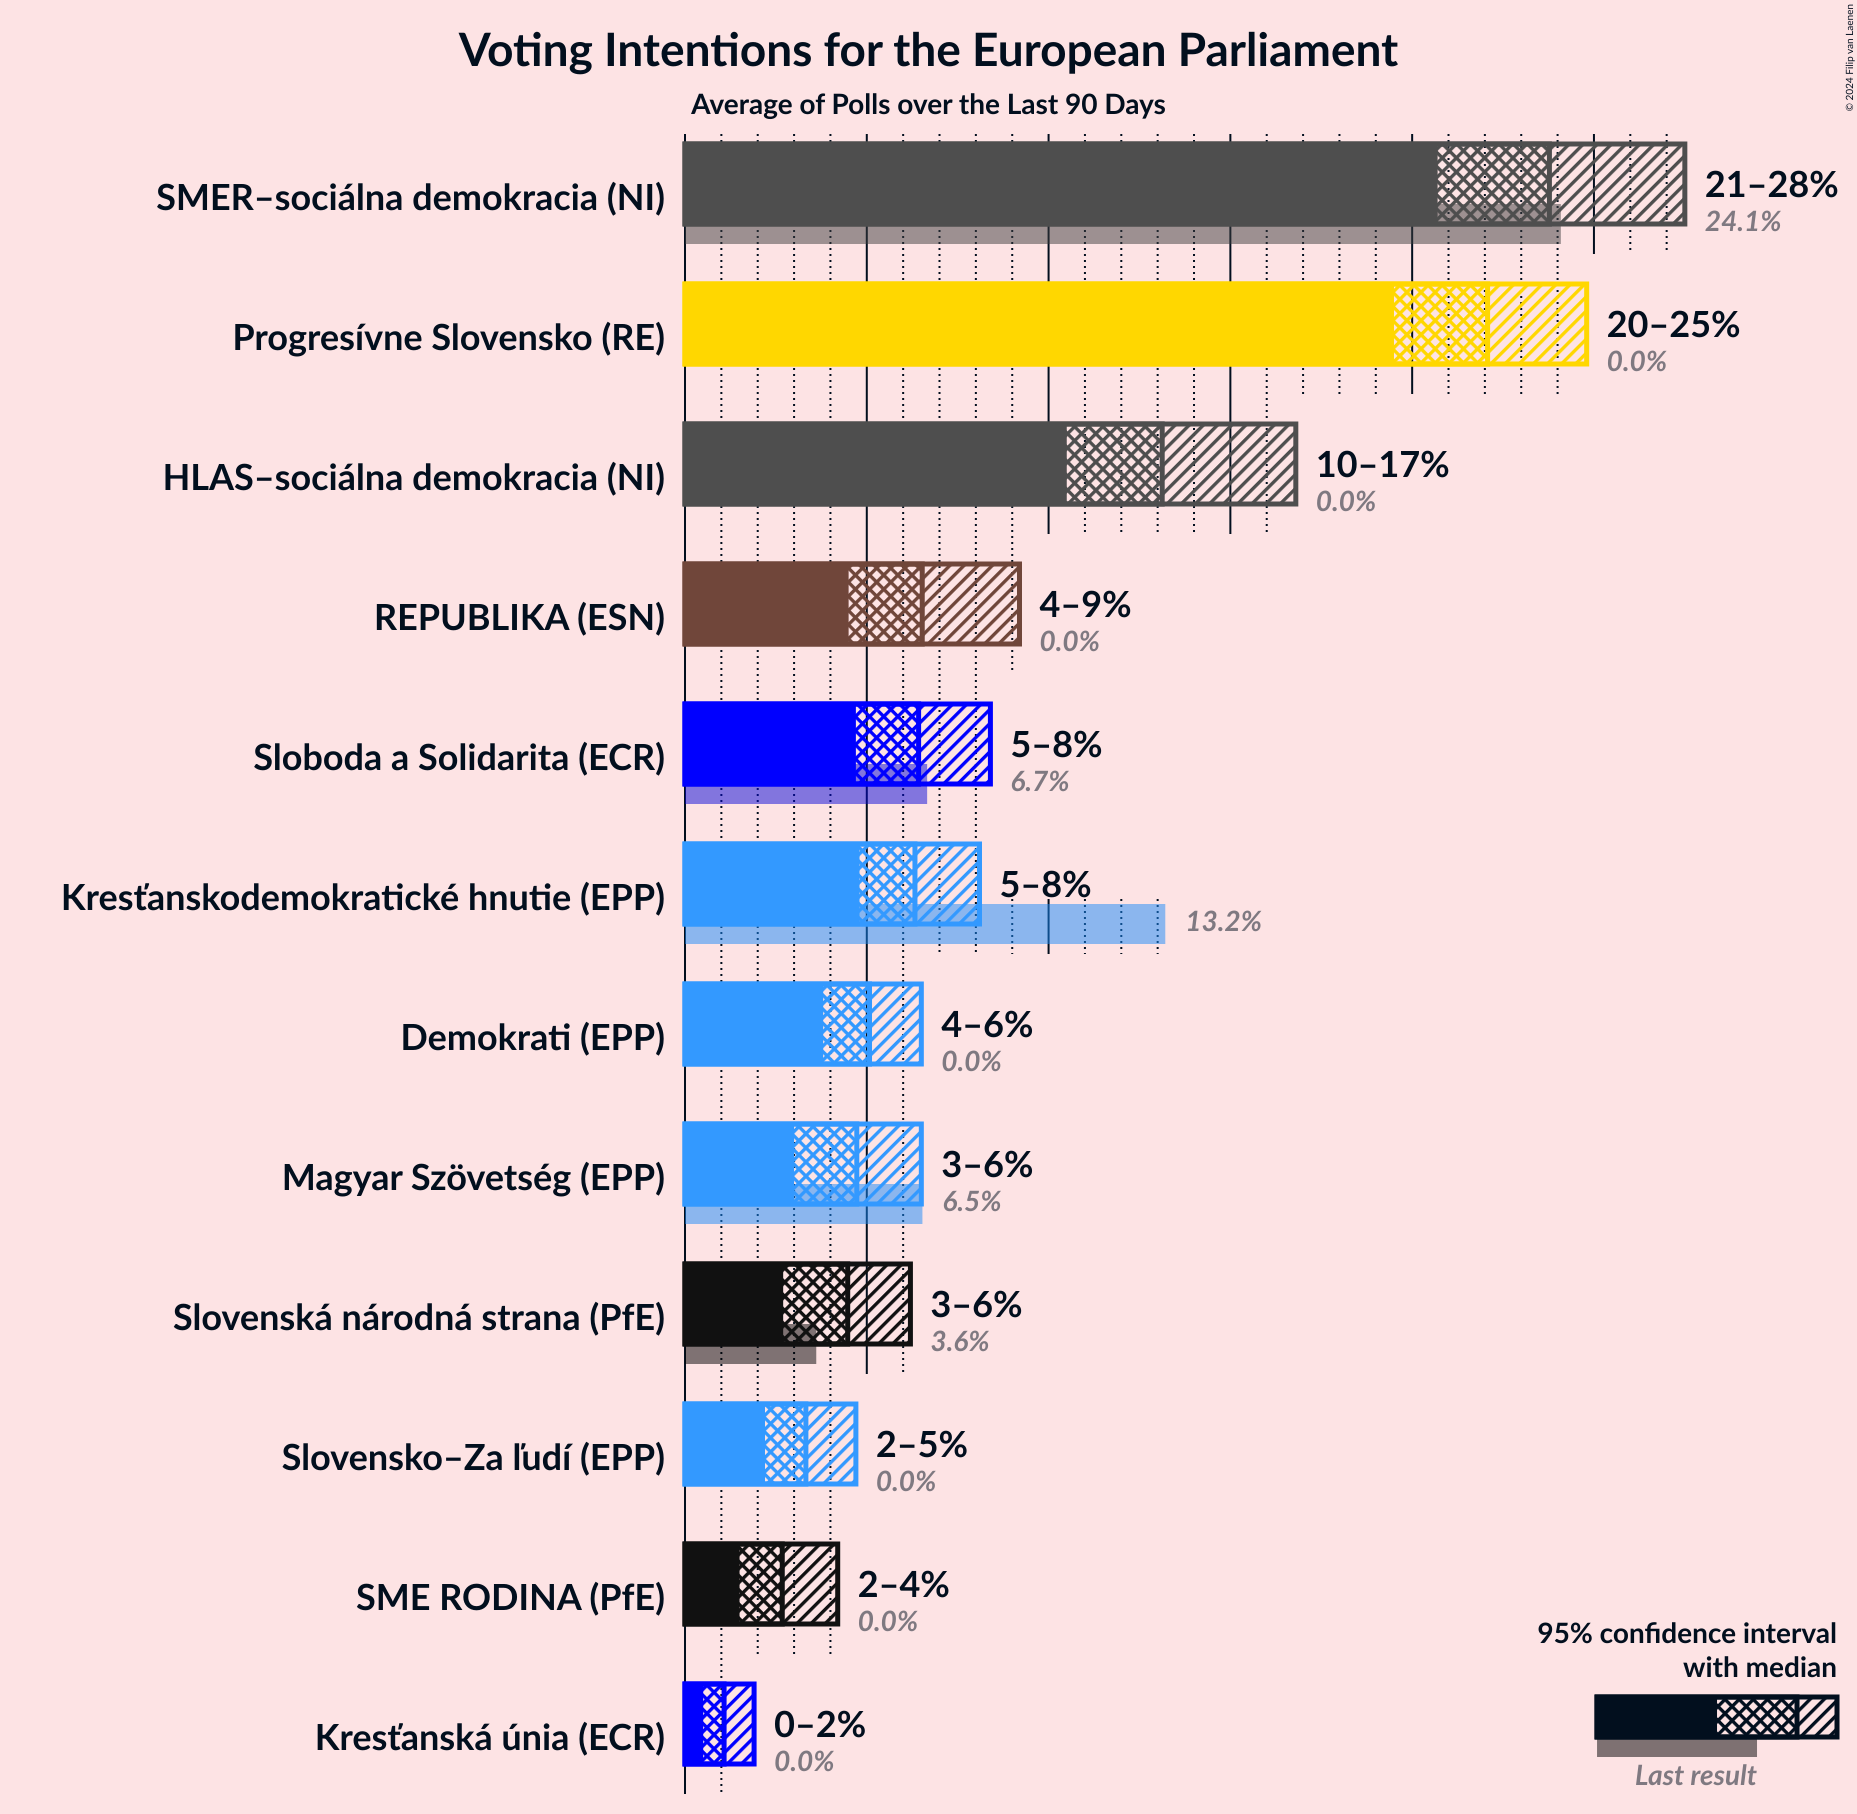 Voting Intentions for the European Parliament
Average of Polls over the Last 90 Days
© 2024 Filip van Laenen
SMER–sociálna demokracia (NI)
21–28%
24.1%
Progresívne Slovensko (RE)
20–25%
0.0%
HLAS–sociálna demokracia (NI)
10–17%
0.0%
REPUBLIKA (ESN)
4–9%
0.0%
Sloboda a Solidarita (ECR)
5–8%
6.7%
Kresťanskodemokratické hnutie (EPP)
5–8%
13.2%
Demokrati (EPP)
4–6%
0.0%
Magyar Szövetség (EPP)
3–6%
6.5%
Slovenská národná strana (PfE)
3–6%
3.6%
Slovensko–Za ľudí (EPP)
2–5%
0.0%
SME RODINA (PfE)
2–4%
0.0%
Kresťanská únia (ECR)
0–2%
0.0%
95% confidence interval
with median
Last result